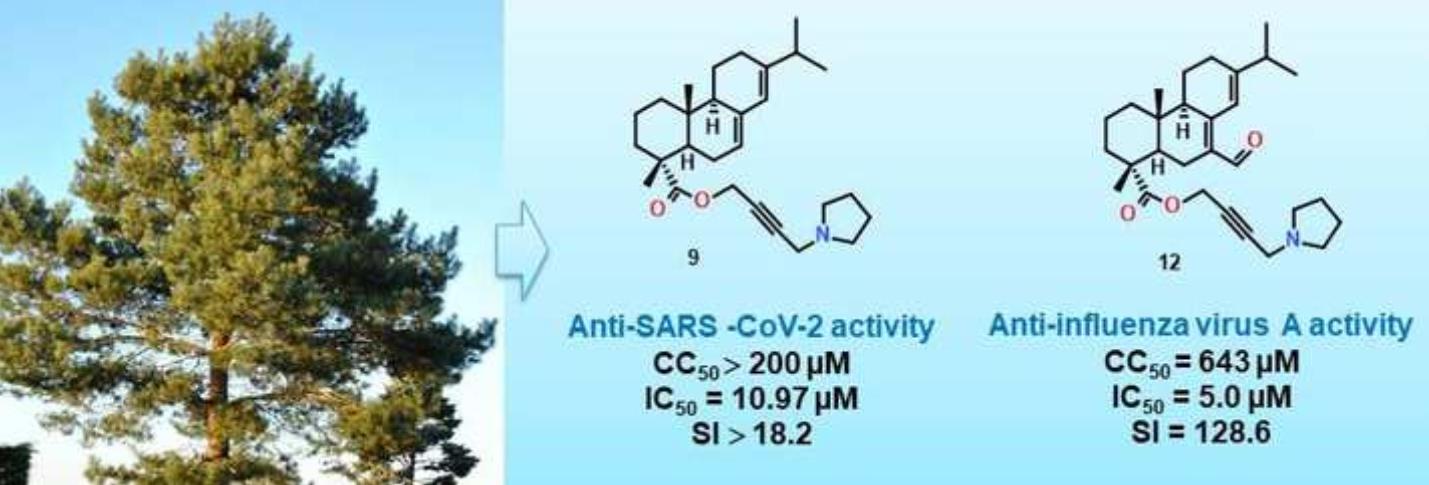 H
H
O
O
N
9
Anti-SARS -CoV-2 activity
CC₅₀ > 200 µM
IC₅₀ = 10.97 µM
SI > 18.2
H
H
O
O
O
N
12
Anti-influenza virus A activity
CC₅₀ = 643 µM
IC₅₀ = 5.0 µM
SI = 128.6